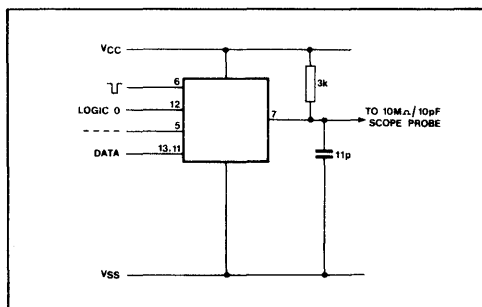 VCC
6
3k
LOGIC 0
12
7
TO 10MΩ/10pF
SCOPE PROBE
5
DATA
13,11
11p
VSS